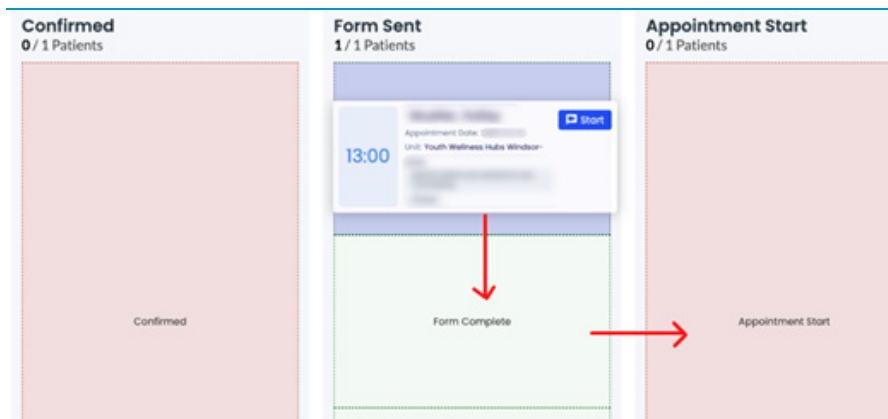 Confirmed
0 / 1 Patients
Form Sent
1 / 1 Patients
Appointment Start
0 / 1 Patients
13:00
Start
Appointment Date:
Unit: Youth Wellness Hubs Windsor-
Confirmed
Form Complete
Appointment Start